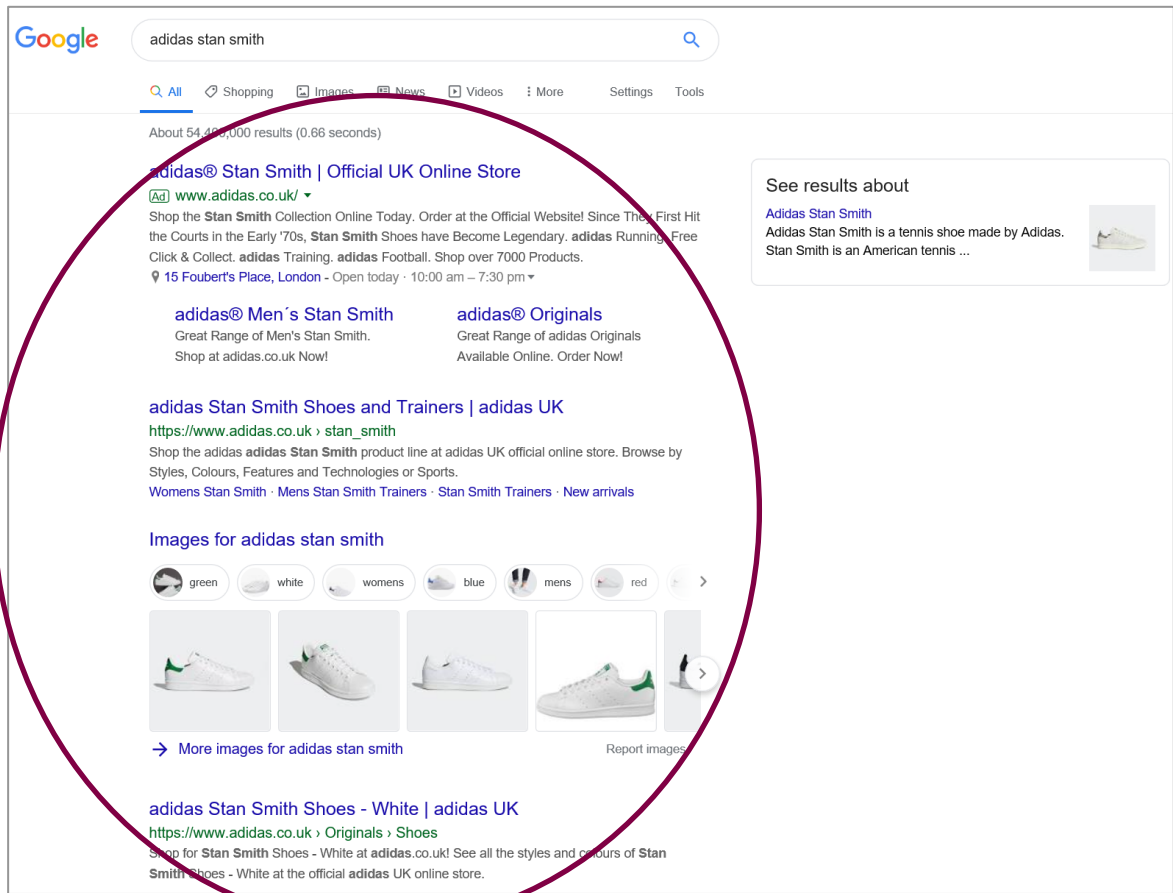 Google
adidas stan smith
All Shopping Images News Videos More Settings Tools
About 54,400,000 results (0.66 seconds)
adidas® Stan Smith | Official UK Online Store
Ad www.adidas.co.uk/
Shop the Stan Smith Collection Online Today. Order at the Official Website! Since They First Hit
the Courts in the Early '70s, Stan Smith Shoes have Become Legendary. adidas Running. Free
Click & Collect. adidas Training. adidas Football. Shop over 7000 Products.
15 Foubert's Place, London - Open today · 10:00 am – 7:30 pm
adidas® Men´s Stan Smith
Great Range of Men's Stan Smith.
Shop at adidas.co.uk Now!
adidas® Originals
Great Range of adidas Originals
Available Online. Order Now!
adidas Stan Smith Shoes and Trainers | adidas UK
https://www.adidas.co.uk › stan_smith
Shop the adidas adidas Stan Smith product line at adidas UK official online store. Browse by
Styles, Colours, Features and Technologies or Sports.
Womens Stan Smith · Mens Stan Smith Trainers · Stan Smith Trainers · New arrivals
Images for adidas stan smith
green white womens blue mens red
More images for adidas stan smith
Report images
adidas Stan Smith Shoes - White | adidas UK
https://www.adidas.co.uk › Originals › Shoes
Shop for Stan Smith Shoes - White at adidas.co.uk! See all the styles and colours of Stan
Smith Shoes - White at the official adidas UK online store.
See results about
Adidas Stan Smith
Adidas Stan Smith is a tennis shoe made by Adidas.
Stan Smith is an American tennis ...